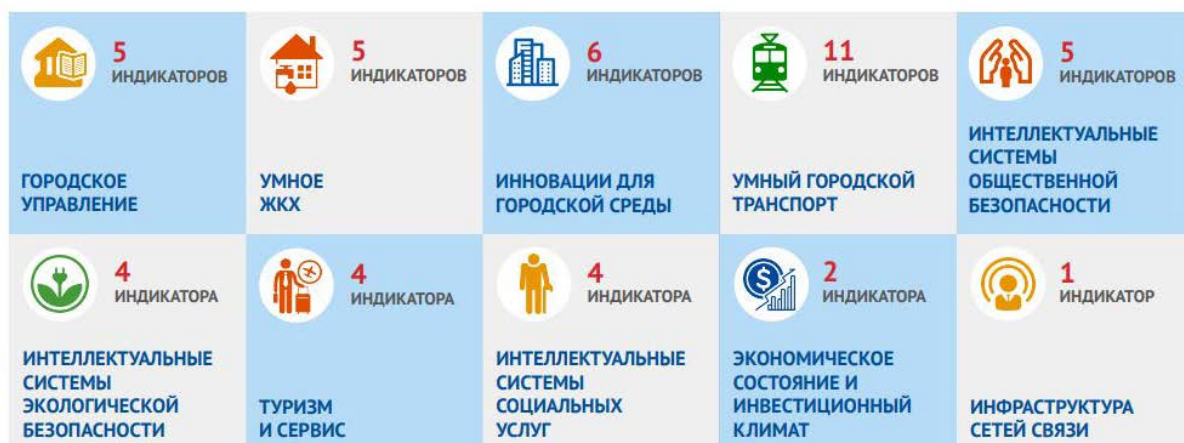 5
ИНДИКАТОРОВ
ГОРОДСКОЕ
УПРАВЛЕНИЕ
5
ИНДИКАТОРОВ
УМНОЕ
ЖКХ
6
ИНДИКАТОРОВ
ИННОВАЦИИ ДЛЯ
ГОРОДСКОЙ СРЕДЫ
11
ИНДИКАТОРОВ
УМНЫЙ ГОРОДСКОЙ
ТРАНСПОРТ
5
ИНДИКАТОРОВ
ИНТЕЛЛЕКТУАЛЬНЫЕ
СИСТЕМЫ
ОБЩЕСТВЕННОЙ
БЕЗОПАСНОСТИ
4
ИНДИКАТОРА
ИНТЕЛЛЕКТУАЛЬНЫЕ
СИСТЕМЫ
ЭКОЛОГИЧЕСКОЙ
БЕЗОПАСНОСТИ
4
ИНДИКАТОРА
ТУРИЗМ
И СЕРВИС
4
ИНДИКАТОРА
ИНТЕЛЛЕКТУАЛЬНЫЕ
СИСТЕМЫ
СОЦИАЛЬНЫХ
УСЛУГ
2
ИНДИКАТОРА
ЭКОНОМИЧЕСКОЕ
СОСТОЯНИЕ И
ИНВЕСТИЦИОННЫЙ
КЛИМАТ
1
ИНДИКАТОР
ИНФРАСТРУКТУРА
СЕТЕЙ СВЯЗИ